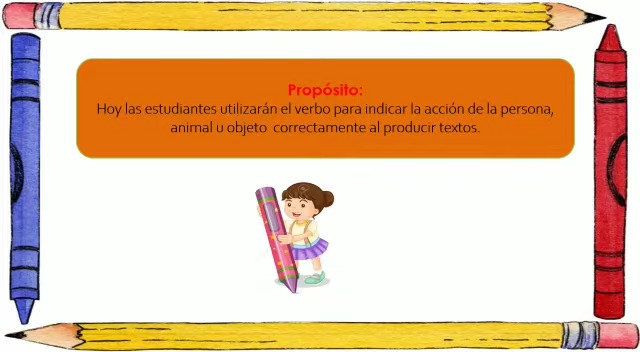 Propósito:
Hoy las estudiantes utilizarán el verbo para indicar la acción de la persona,
animal u objeto correctamente al producir textos.